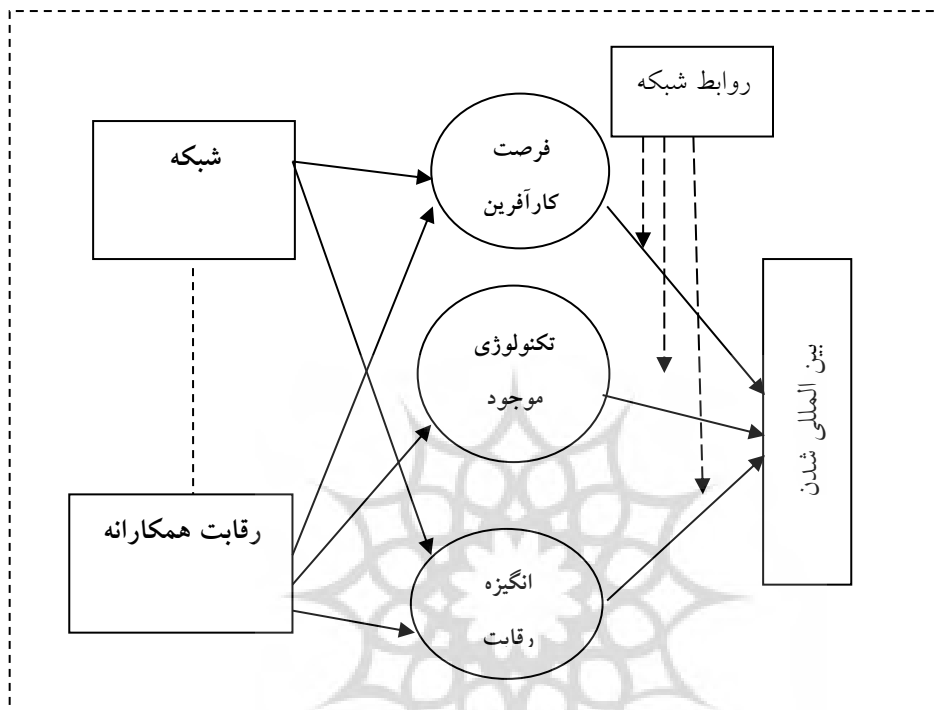 روابط شبکه
شبکه
فرصت
کارآفرین
تکنولوژی
موجود
بین المللی شدن
رقابت همکارانه
انگیزه
رقابت